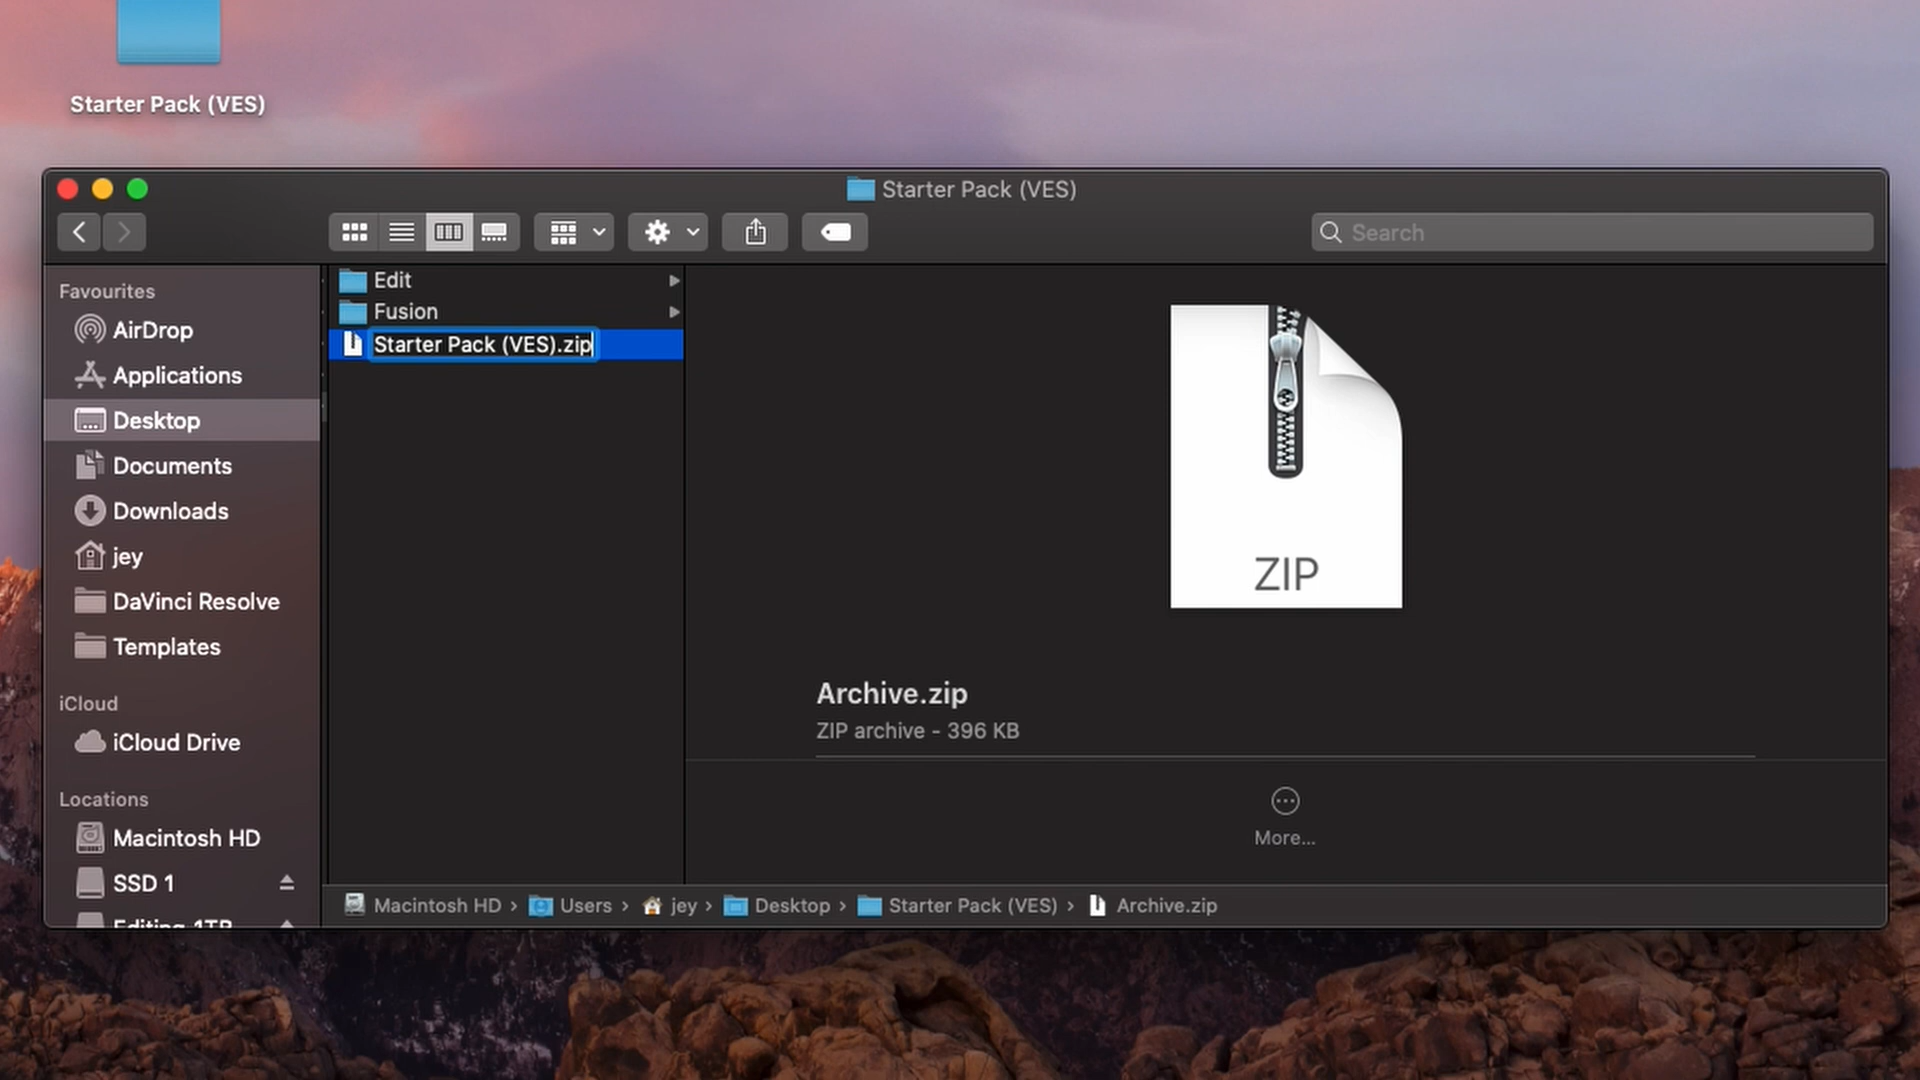 Starter Pack (VES)
Starter Pack (VES)
Search
Favourites
AirDrop
Applications
Desktop
Documents
Downloads
jey
DaVinci Resolve
Templates
iCloud
iCloud Drive
Locations
Macintosh HD
SSD 1
Editing 1TB
Edit
Fusion
Starter Pack (VES).zip
ZIP
Archive.zip
ZIP archive - 396 KB
More...
Macintosh HD › Users › jey › Desktop › Starter Pack (VES) › Archive.zip